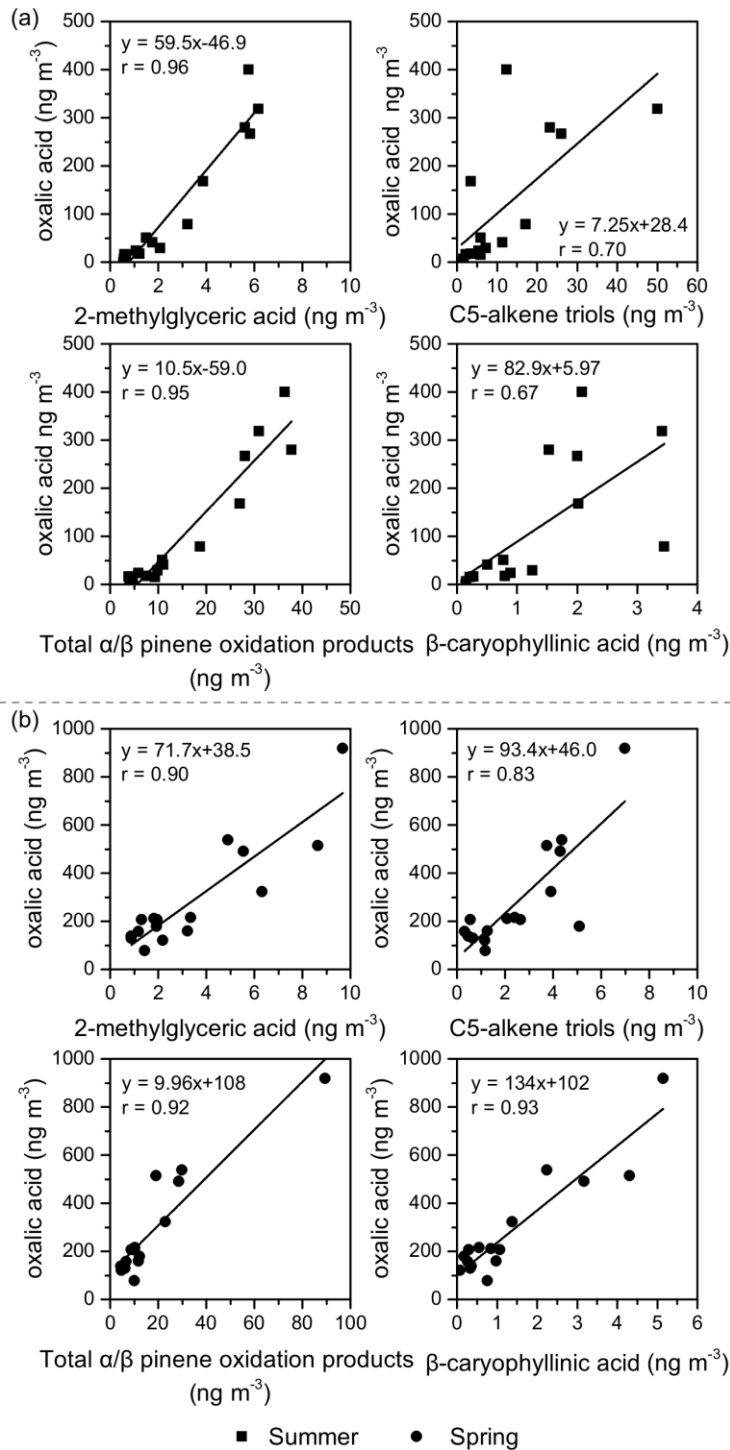 (a)
y = 59.5x-46.9
r = 0.96
oxalic acid (ng m-3)
500
400
300
200
100
0
0 2 4 6 8 10
2-methylglyceric acid (ng m-3)
y = 7.25x+28.4
r = 0.70
oxalic acid ng m-3
500
400
300
200
100
0
0 10 20 30 40 50 60
C5-alkene triols (ng m-3)
y = 10.5x-59.0
r = 0.95
oxalic acid ng m-3
500
400
300
200
100
0
0 10 20 30 40 50
Total α/β pinene oxidation products
(ng m-3)
y = 82.9x+5.97
r = 0.67
oxalic acid ng m-3
500
400
300
200
100
0
0 1 2 3 4
β-caryophyllinic acid (ng m-3)
(b)
y = 71.7x+38.5
r = 0.90
oxalic acid (ng m-3)
1000
800
600
400
200
0
0 2 4 6 8 10
2-methylglyceric acid (ng m-3)
y = 93.4x+46.0
r = 0.83
oxalic acid (ng m-3)
1000
800
600
400
200
0
0 2 4 6 8 10
C5-alkene triols (ng m-3)
y = 9.96x+108
r = 0.92
oxalic acid (ng m-3)
1000
800
600
400
200
0
0 20 40 60 80 100
Total α/β pinene oxidation products
(ng m-3)
y = 134x+102
r = 0.93
oxalic acid (ng m-3)
1000
800
600
400
200
0
0 1 2 3 4 5 6
β-caryophyllinic acid (ng m-3)
Summer
Spring